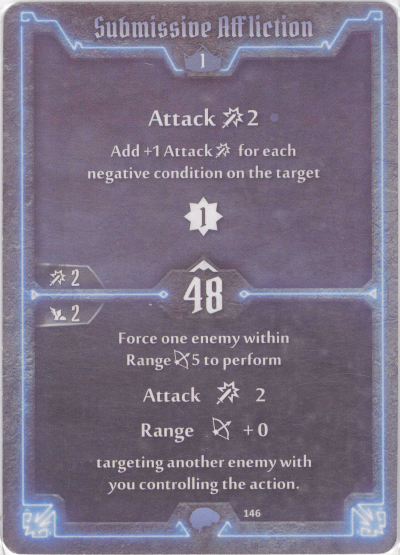 Submissive Affliction
1
Attack 2
Add +1 Attack for each
negative condition on the target
1
2
48
2
Force one enemy within
Range 5 to perform
Attack 2
Range +0
targeting another enemy with
you controlling the action.
146